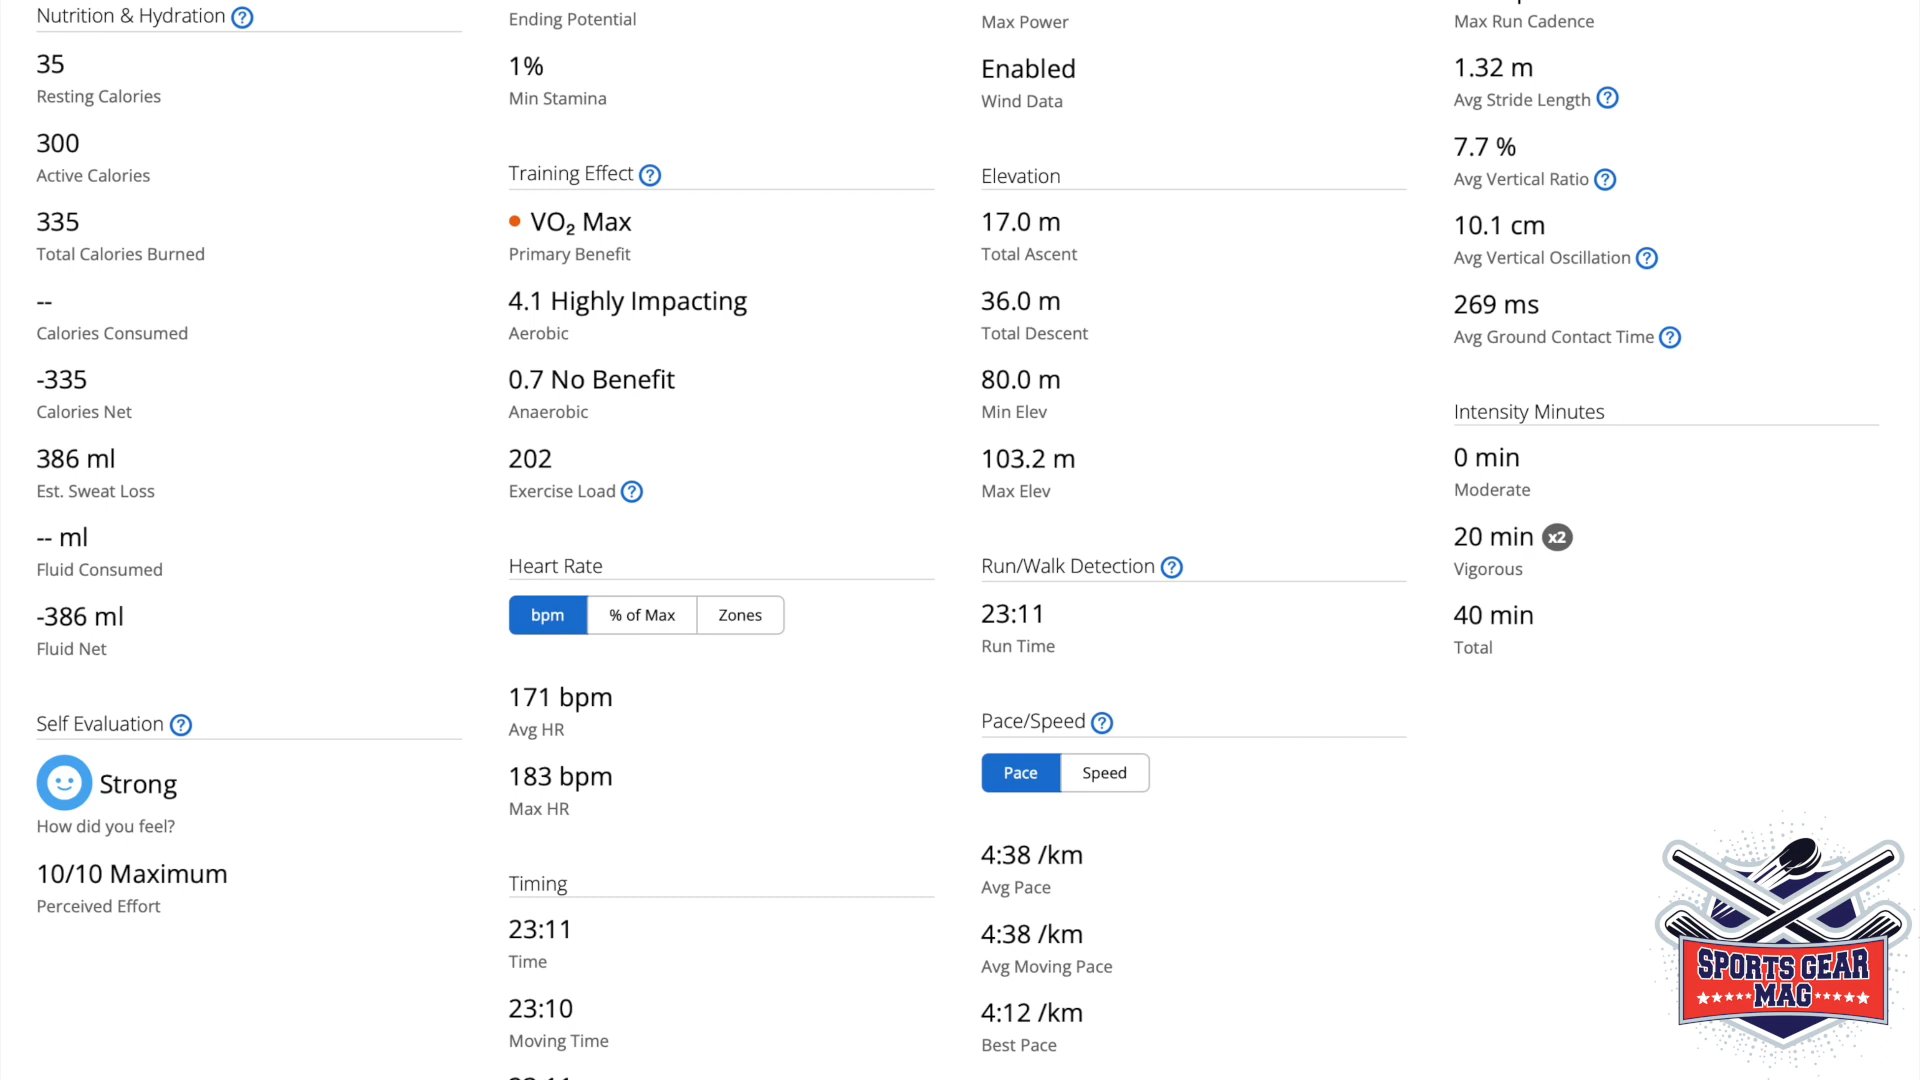 Nutrition & Hydration ?
35
Resting Calories
300
Active Calories
335
Total Calories Burned
--
Calories Consumed
-335
Calories Net
386 ml
Est. Sweat Loss
-- ml
Fluid Consumed
-386 ml
Fluid Net
Self Evaluation ?
Strong
How did you feel?
10/10 Maximum
Perceived Effort
Ending Potential
1%
Min Stamina
Training Effect ?
VO₂ Max
Primary Benefit
4.1 Highly Impacting
Aerobic
0.7 No Benefit
Anaerobic
202
Exercise Load ?
Heart Rate
bpm % of Max Zones
171 bpm
Avg HR
183 bpm
Max HR
Timing
23:11
Time
23:10
Moving Time
Max Power
Enabled
Wind Data
Elevation
17.0 m
Total Ascent
36.0 m
Total Descent
80.0 m
Min Elev
103.2 m
Max Elev
Run/Walk Detection ?
23:11
Run Time
Pace/Speed ?
Pace Speed
4:38 /km
Avg Pace
4:38 /km
Avg Moving Pace
4:12 /km
Best Pace
Max Run Cadence
1.32 m
Avg Stride Length ?
7.7 %
Avg Vertical Ratio ?
10.1 cm
Avg Vertical Oscillation ?
269 ms
Avg Ground Contact Time ?
Intensity Minutes
0 min
Moderate
20 min x2
Vigorous
40 min
Total
SPORTS GEAR
MAG